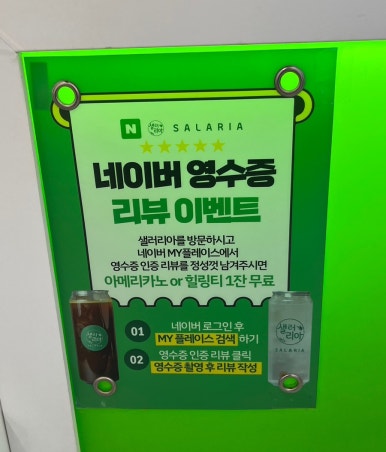 N 샐러리아 SALARIA
네이버 영수증
리뷰 이벤트
샐러리아를 방문하시고
네이버 MY플레이스에서
영수증 인증 리뷰를 정성껏 남겨주시면
아메리카노 or 힐링티 1잔 무료
01 네이버 로그인 후
MY 플레이스 검색 하기
02 영수증 인증 리뷰 클릭
영수증 촬영 후 리뷰 작성
샐러리아
SALARIA
샐러리아
SALARIA